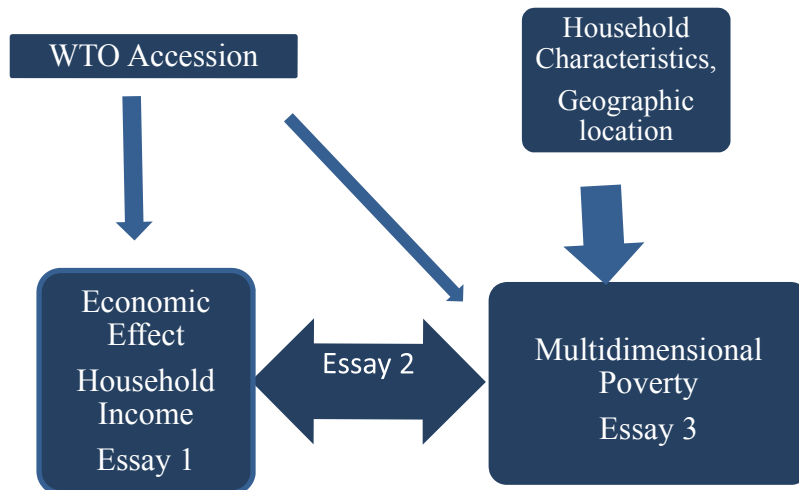 WTO Accession
Household
Characteristics,
Geographic
location
Economic
Effect
Household
Income
Essay 1
Essay 2
Multidimensional
Poverty
Essay 3